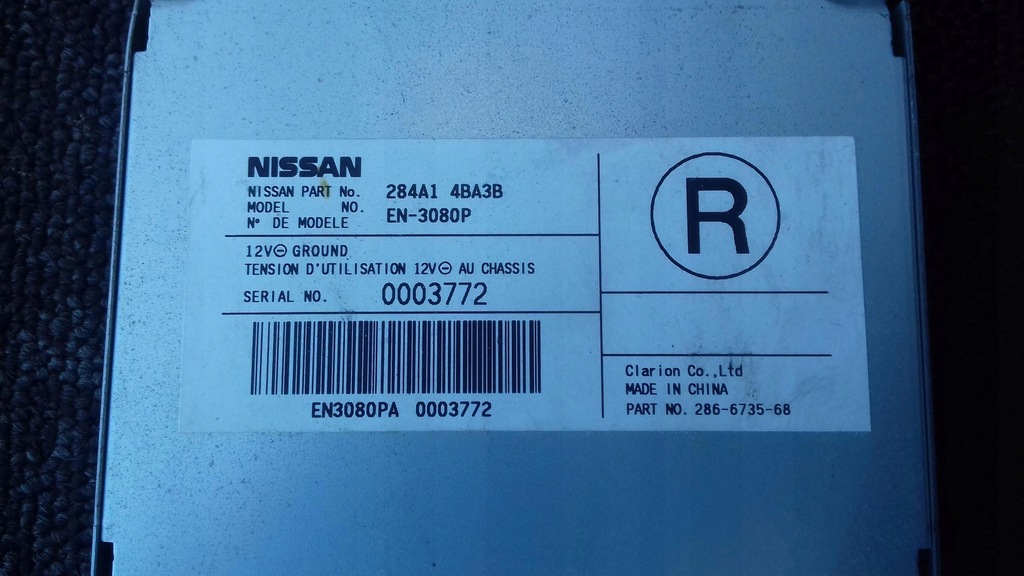 NISSAN
NISSAN PART No. 284A1 4BA3B
MODEL NO. EN-3080P
N° DE MODELE
12V⊖ GROUND
TENSION D'UTILISATION 12V⊖ AU CHASSIS
SERIAL NO. 0003772
EN3080PA 0003772
R
Clarion Co.,Ltd
MADE IN CHINA
PART NO. 286-6735-68